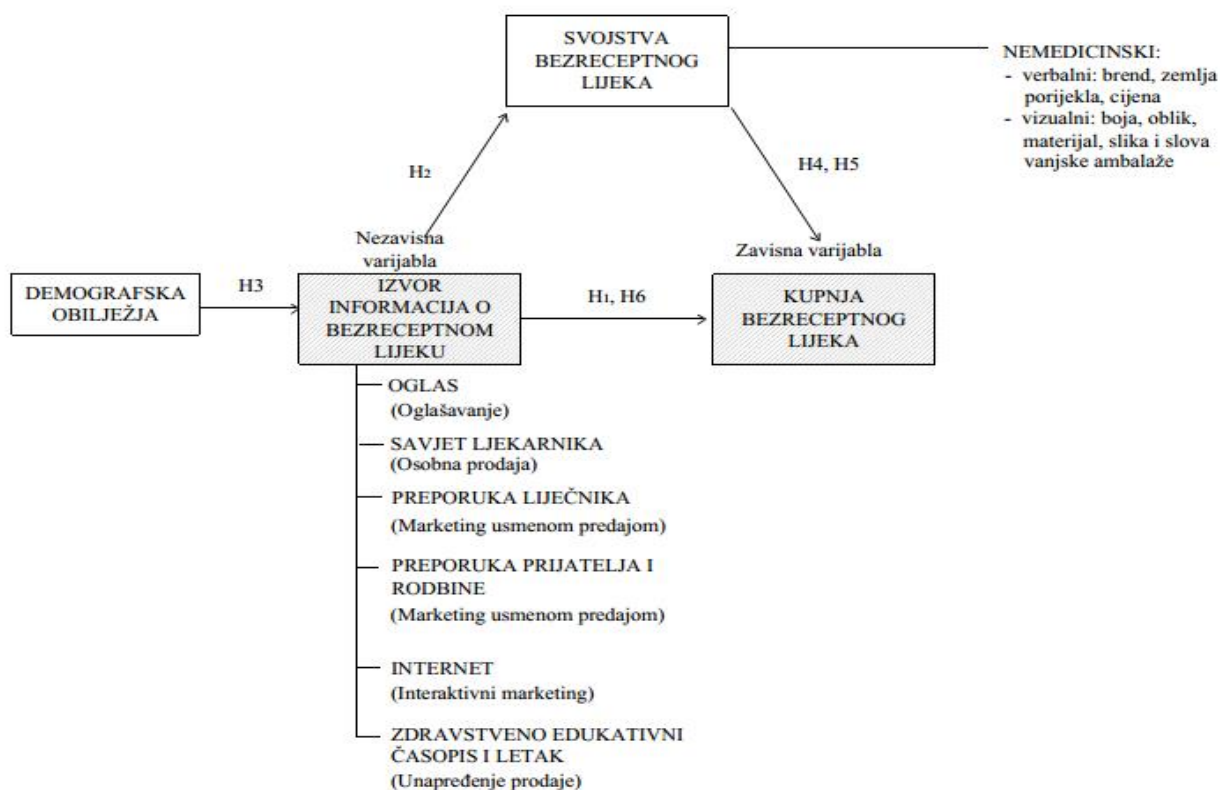 SVOJSTVA
BEZRECEPTNOG
LIJEKA
NEMEDICINSKI:
- verbalni: brend, zemlja
porijekla, cijena
- vizualni: boja, oblik,
materijal, slika i slova
vanjske ambalaže
H2
H4, H5
Nezavisna
varijabla
Zavisna varijabla
DEMOGRAFSKA
OBILJEŽJA
H3
IZVOR
INFORMACIJA O
BEZRECEPTNOM
LIJEKU
H1, H6
KUPNJA
BEZRECEPTNOG
LIJEKA
OGLAS
(Oglašavanje)
SAVJET LJEKARNIKA
(Osobna prodaja)
PREPORUKA LIJEČNIKA
(Marketing usmenom predajom)
PREPORUKA PRIJATELJA I
RODBINE
(Marketing usmenom predajom)
INTERNET
(Interaktivni marketing)
ZDRAVSTVENO EDUKATIVNI
ČASOPIS I LETAK
(Unapređenje prodaje)